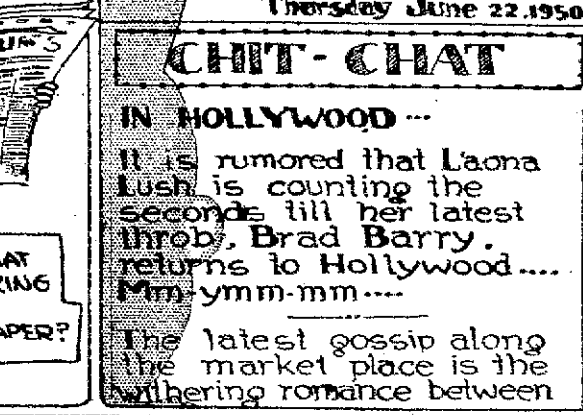 Thursday June 22.1950
CHIT-CHAT
IN HOLLYWOOD ...
It is rumored that L'aona
Lush is counting the
seconds till her latest
throb, Brad Barry.
returns to Hollywood....
Mm-ymm-mm....
The latest gossip along
the market place is the
withering romance between
APER?